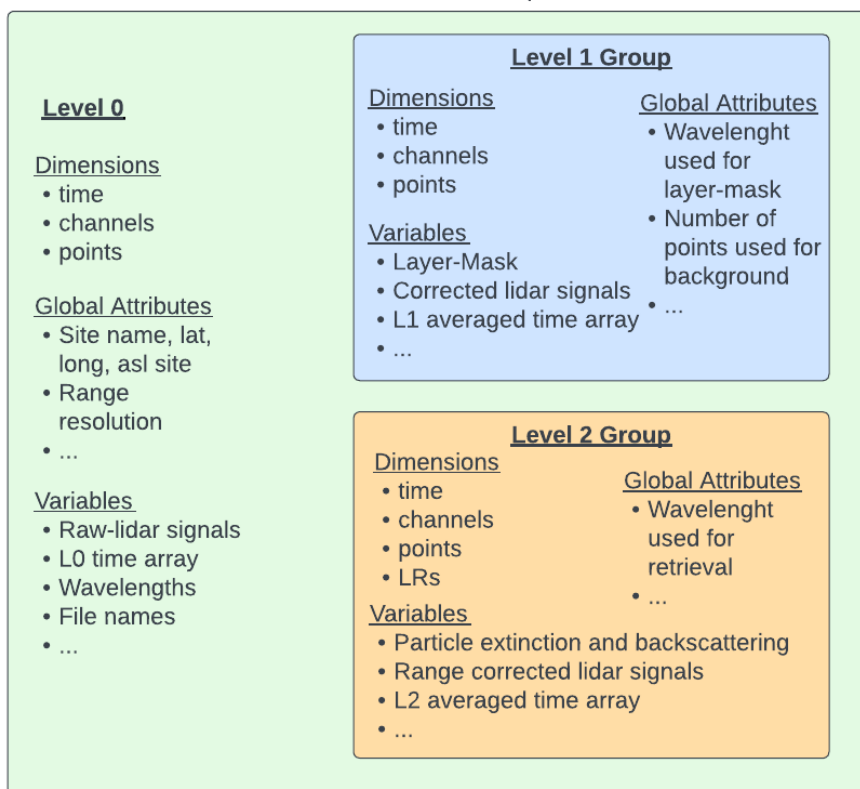 Level 0
Dimensions
• time
• channels
• points
Global Attributes
• Site name, lat,
long, asl site
• Range
resolution
• ...
Variables
• Raw-lidar signals
• L0 time array
• Wavelengths
• File names
• ...
Level 1 Group
Dimensions
• time
• channels
• points
Variables
• Layer-Mask
• Corrected lidar signals
• L1 averaged time array
• ...
Global Attributes
• Wavelenght
used for
layer-mask
• Number of
points used for
background
• ...
Level 2 Group
Dimensions
• time
• channels
• points
• LRs
Variables
• Particle extinction and backscattering
• Range corrected lidar signals
• L2 averaged time array
• ...
Global Attributes
• Wavelenght
used for
retrieval
• ...